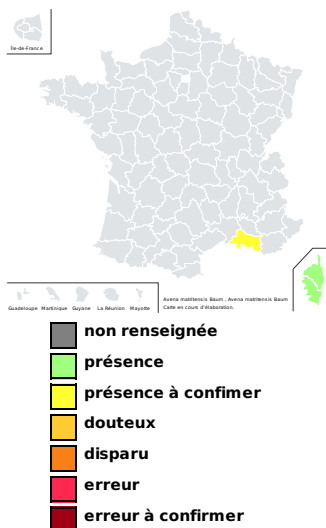 Île-de-France
Guadeloupe Martinique Guyane La Réunion Mayotte
Avena matritensis Baum , Avena matritensis Baum
Carte en cours d'élaboration.
non renseignée
présence
présence à confimer
douteux
disparu
erreur
erreur à confirmer